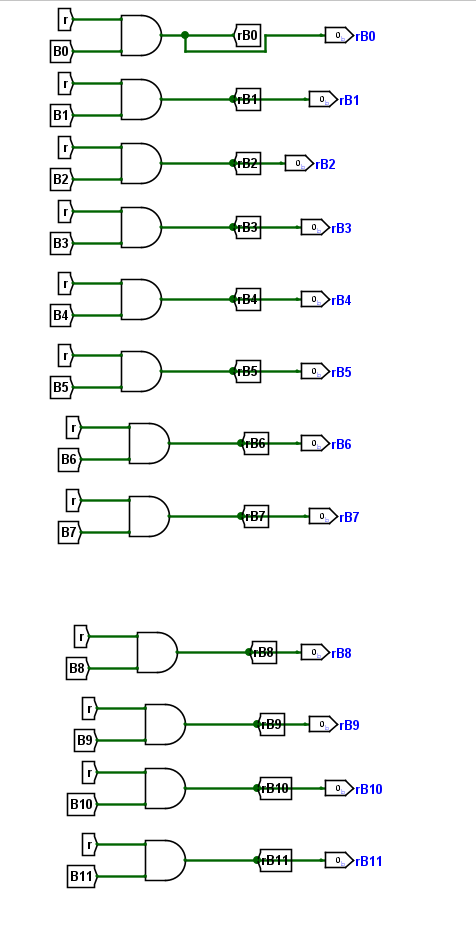 r
B0 rB0 0 rB0
r
B1 rB1 0 rB1
r
B2 rB2 0 rB2
r
B3 rB3 0 rB3
r
B4 rB4 0 rB4
r
B5 rB5 0 rB5
r
B6 rB6 0 rB6
r
B7 rB7 0 rB7
r
B8 rB8 0 rB8
r
B9 rB9 0 rB9
r
B10 rB10 0 rB10
r
B11 rB11 0 rB11